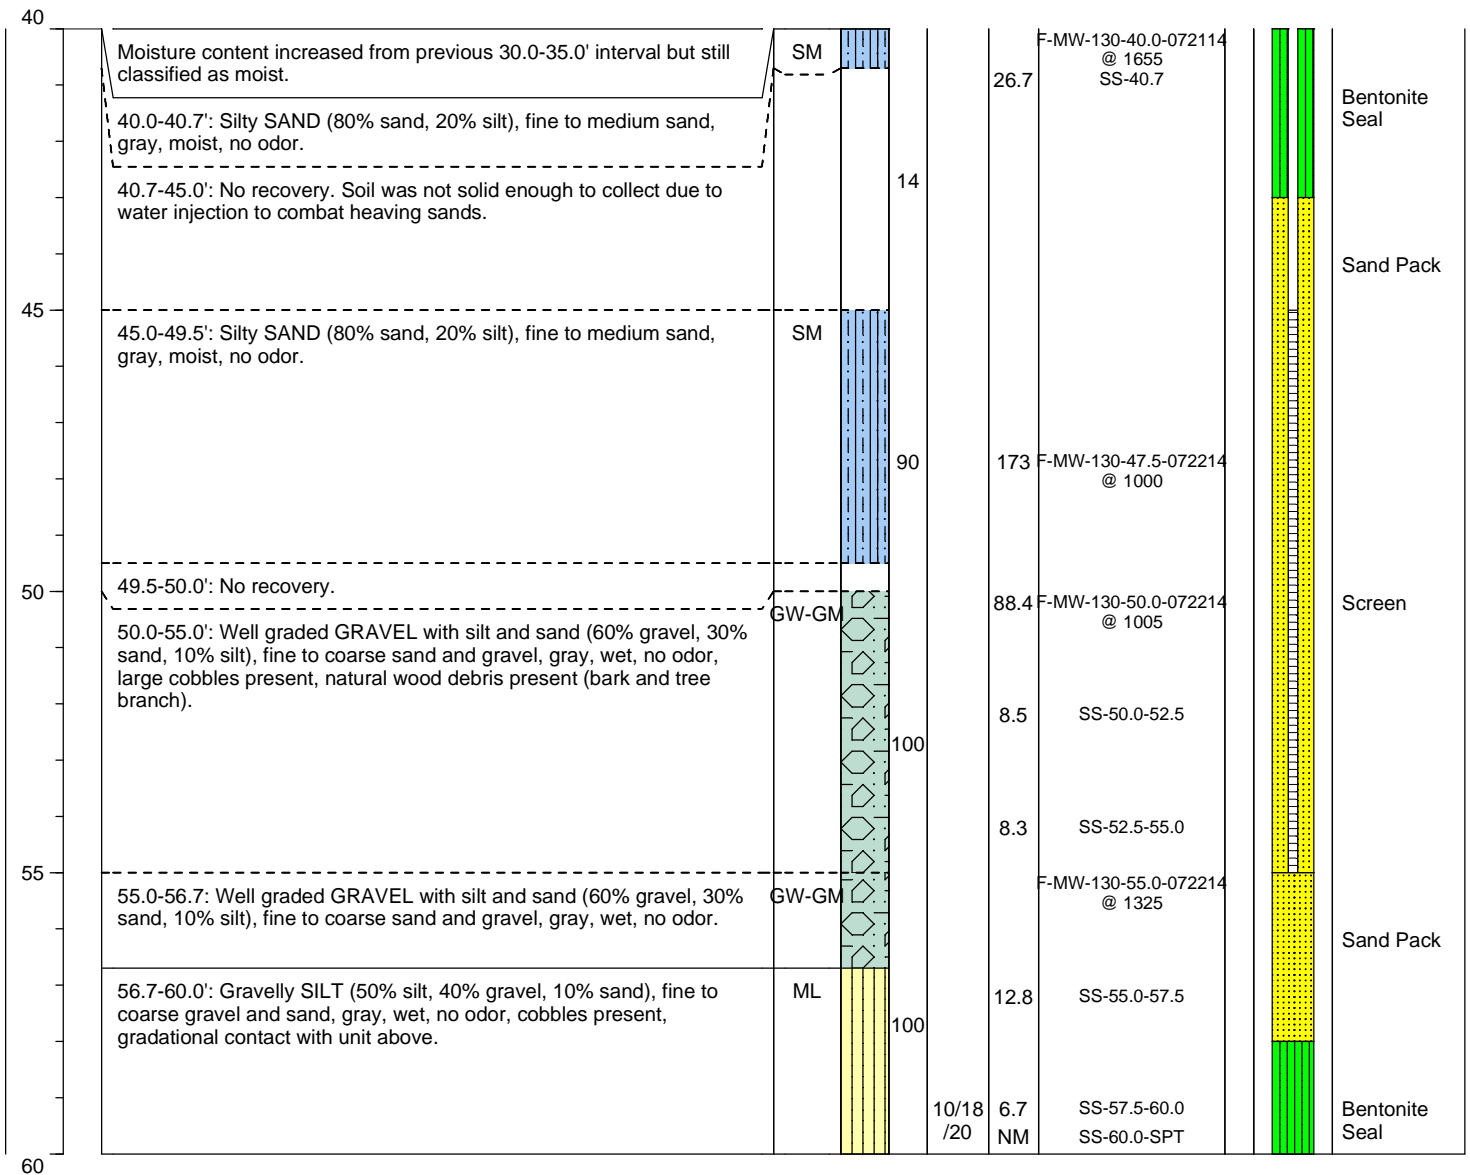 40
Moisture content increased from previous 30.0-35.0' interval but still
classified as moist.
SM
F-MW-130-40.0-072114
@ 1655
26.7
SS-40.7
Bentonite
Seal
40.0-40.7': Silty SAND (80% sand, 20% silt), fine to medium sand,
gray, moist, no odor.
40.7-45.0': No recovery. Soil was not solid enough to collect due to
water injection to combat heaving sands.
14
Sand Pack
45
45.0-49.5': Silty SAND (80% sand, 20% silt), fine to medium sand,
gray, moist, no odor.
SM
90
173
F-MW-130-47.5-072214
@ 1000
49.5-50.0': No recovery.
50
GW-GM
88.4
F-MW-130-50.0-072214
@ 1005
Screen
50.0-55.0': Well graded GRAVEL with silt and sand (60% gravel, 30%
sand, 10% silt), fine to coarse sand and gravel, gray, wet, no odor,
large cobbles present, natural wood debris present (bark and tree
branch).
8.5
SS-50.0-52.5
100
8.3
SS-52.5-55.0
55
55.0-56.7: Well graded GRAVEL with silt and sand (60% gravel, 30%
sand, 10% silt), fine to coarse sand and gravel, gray, wet, no odor.
GW-GM
F-MW-130-55.0-072214
@ 1325
Sand Pack
56.7-60.0': Gravelly SILT (50% silt, 40% gravel, 10% sand), fine to
coarse gravel and sand, gray, wet, no odor, cobbles present,
gradational contact with unit above.
ML
12.8
SS-55.0-57.5
100
10/18
/20
6.7
SS-57.5-60.0
NM
SS-60.0-SPT
Bentonite
Seal
60